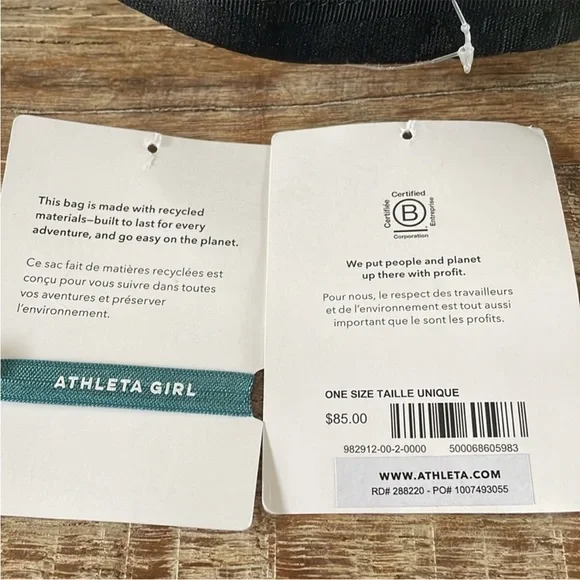 This bag is made with recycled
materials—built to last for every
adventure, and go easy on the planet.
Ce sac fait de matières recyclées est
conçu pour vous suivre dans toutes
vos aventures et préserver
l'environnement.
ATHLETA GIRL
Certified
Certifiée
B
Entreprise
Corporation
We put people and planet
up there with profit.
Pour nous, le respect des travailleurs
et de l'environnement est tout aussi
important que le sont les profits.
ONE SIZE TAILLE UNIQUE
$85.00
982912-00-2-0000 500068605983
WWW.ATHLETA.COM
RD# 288220 - PO# 1007493055